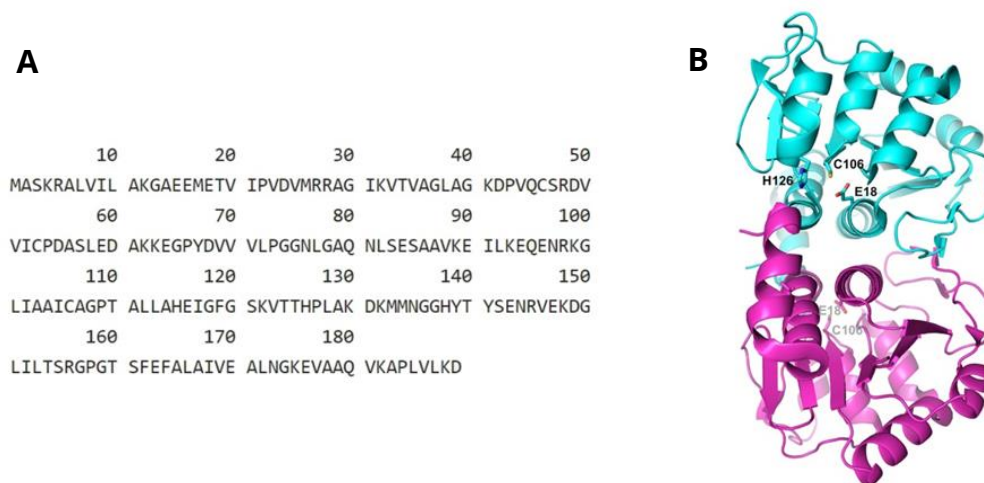 A
B
10 20 30 40 50
MASKRALVIL AKGAEEMETV IPVDVMRRAG IKVTVAGLAG KDPVQCSRDV
60 70 80 90 100
VICPDASLED AKKEGPYDVV VLPGGNLGAQ NLSESAAVKE ILKEQENRKG
110 120 130 140 150
LIAAICAGPT ALLAHEIGFG SKVTTHPLAK DKMMNGGHYT YSENRVEKDG
160 170 180
LILTSRGPGT SFEFALAIVE ALNGKEVAAQ VKAPLVLKD
C106
H126
E18
E18
C106